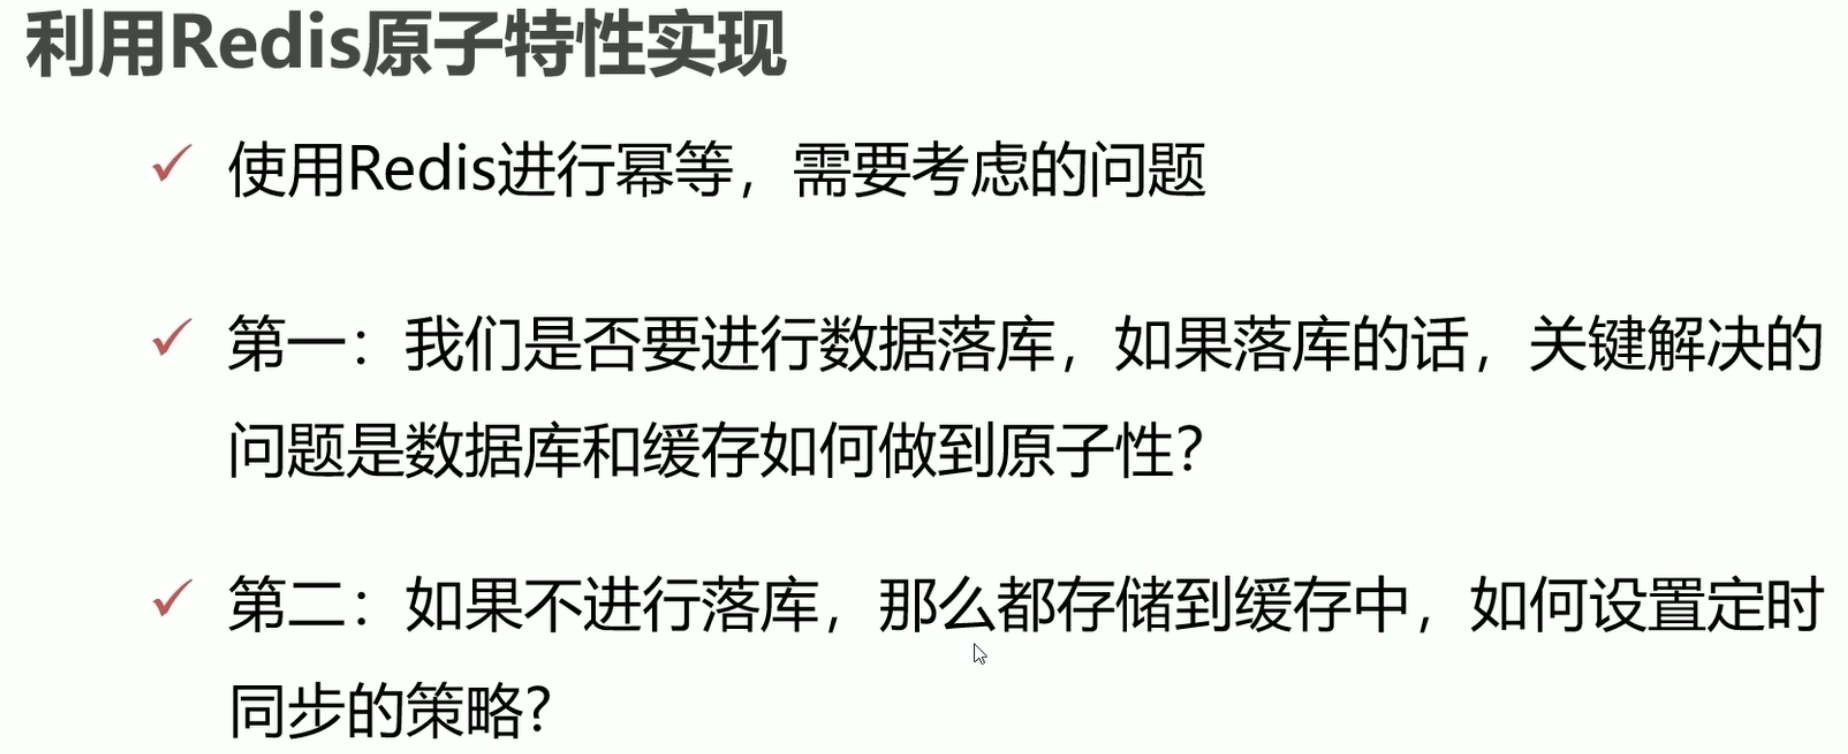 利用Redis原子特性实现
使用Redis进行幂等，需要考虑的问题
第一：我们是否要进行数据落库，如果落库的话，关键解决的
问题是数据库和缓存如何做到原子性？
第二：如果不进行落库，那么都存储到缓存中，如何设置定时
同步的策略？